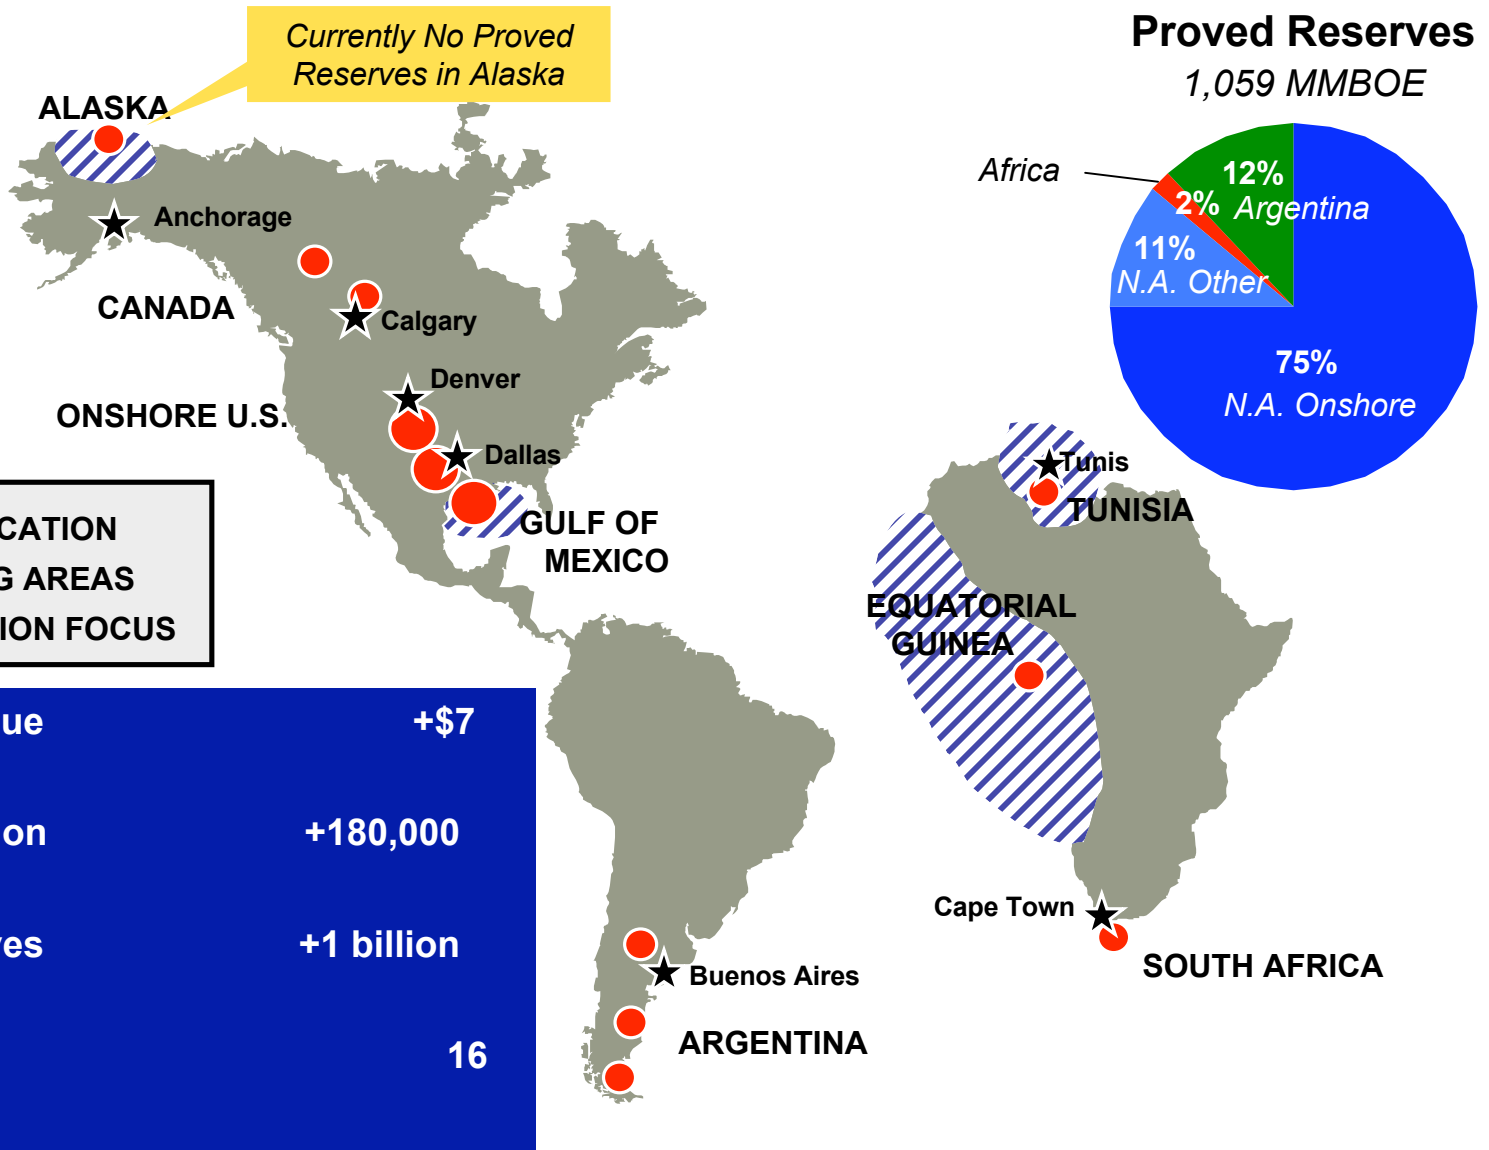 Currently No Proved
Reserves in Alaska
Proved Reserves
1,059 MMBOE
ALASKA
Africa
12%
Argentina
2%
11%
N.A. Other
75%
N.A. Onshore
Anchorage
CANADA
Calgary
Denver
ONSHORE U.S.
Dallas
GULF OF
MEXICO
Tunis
TUNISIA
EQUATORIAL
GUINEA
CATION
G AREAS
ION FOCUS
ue +$7
on +180,000
es +1 billion
16
Cape Town
SOUTH AFRICA
Buenos Aires
ARGENTINA